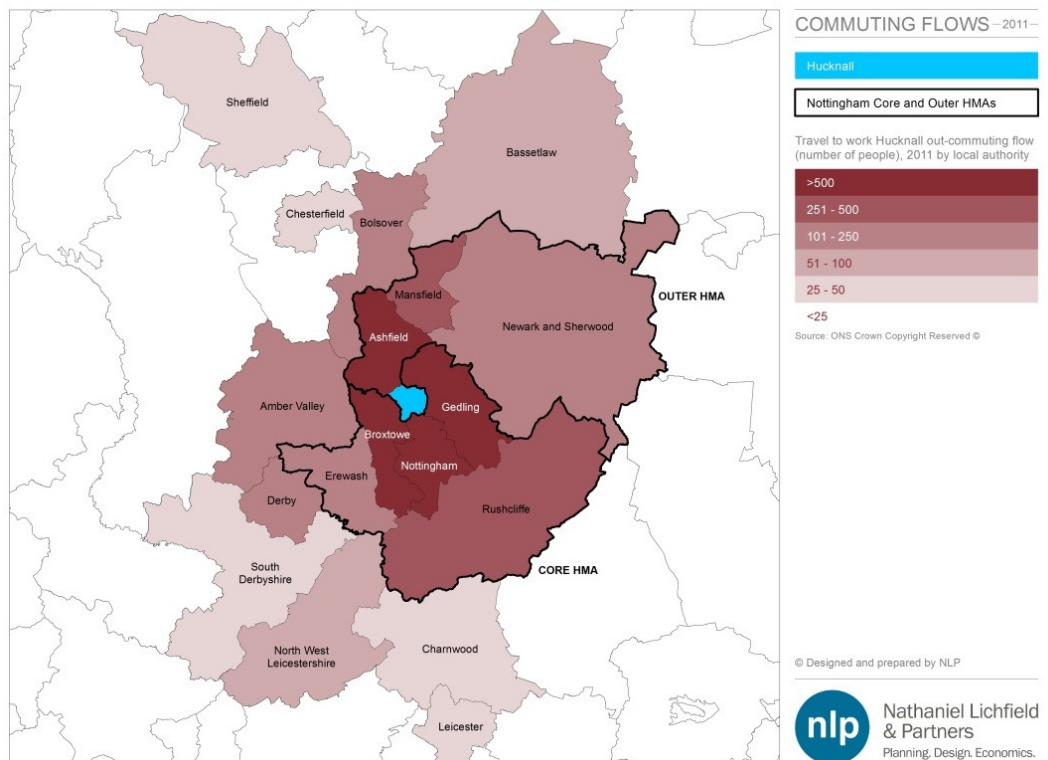 COMMUTING FLOWS – 2011 –
Hucknall
Nottingham Core and Outer HMAs
Travel to work Hucknall out-commuting flow
(number of people), 2011 by local authority
>500
251 - 500
101 - 250
51 - 100
25 - 50
<25
Source: ONS Crown Copyright Reserved ©
Sheffield
Bassetlaw
Chesterfield
Bolsover
Mansfield
OUTER HMA
Newark and Sherwood
Ashfield
Amber Valley
Gedling
Broxtowe
Nottingham
Erewash
Derby
Rushcliffe
South
Derbyshire
CORE HMA
North West
Leicestershire
Charnwood
Leicester
© Designed and prepared by NLP
nlp
Nathaniel Lichfield
& Partners
Planning. Design. Economics.